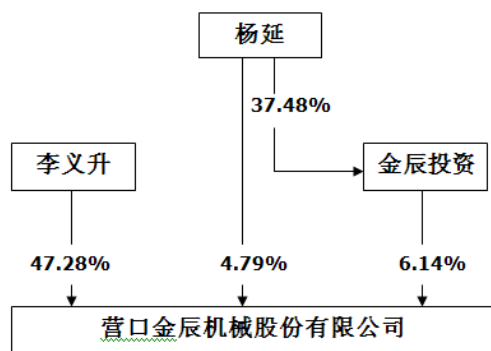 杨延
37.48%
李义升
金辰投资
47.28%
4.79%
6.14%
营口金辰机械股份有限公司